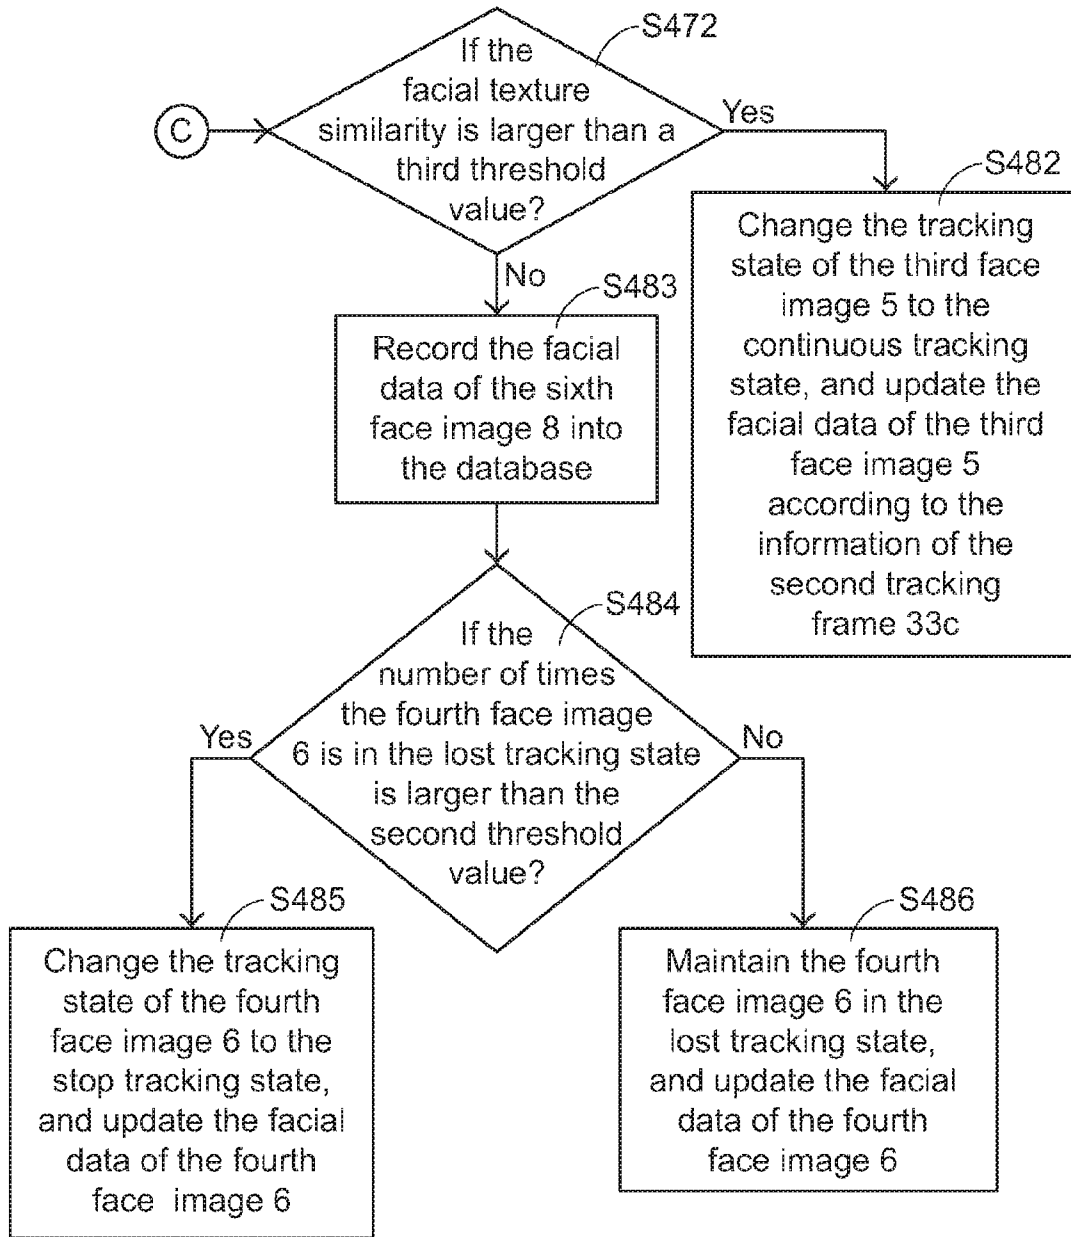 S472
If the
facial texture
similarity is larger than a
third threshold
value?
C
Yes
No
S482
Change the tracking
state of the third face
image 5 to the
continuous tracking
state, and update the
facial data of the third
face image 5
according to the
information of the
second tracking
frame 33c
S483
Record the facial
data of the sixth
face image 8 into
the database
S484
If the
number of times
the fourth face image
6 is in the lost tracking state
is larger than the
second threshold
value?
Yes
No
S485
Change the tracking
state of the fourth
face image 6 to the
stop tracking state,
and update the facial
data of the fourth
face image 6
S486
Maintain the fourth
face image 6 in the
lost tracking state,
and update the facial
data of the fourth
face image 6